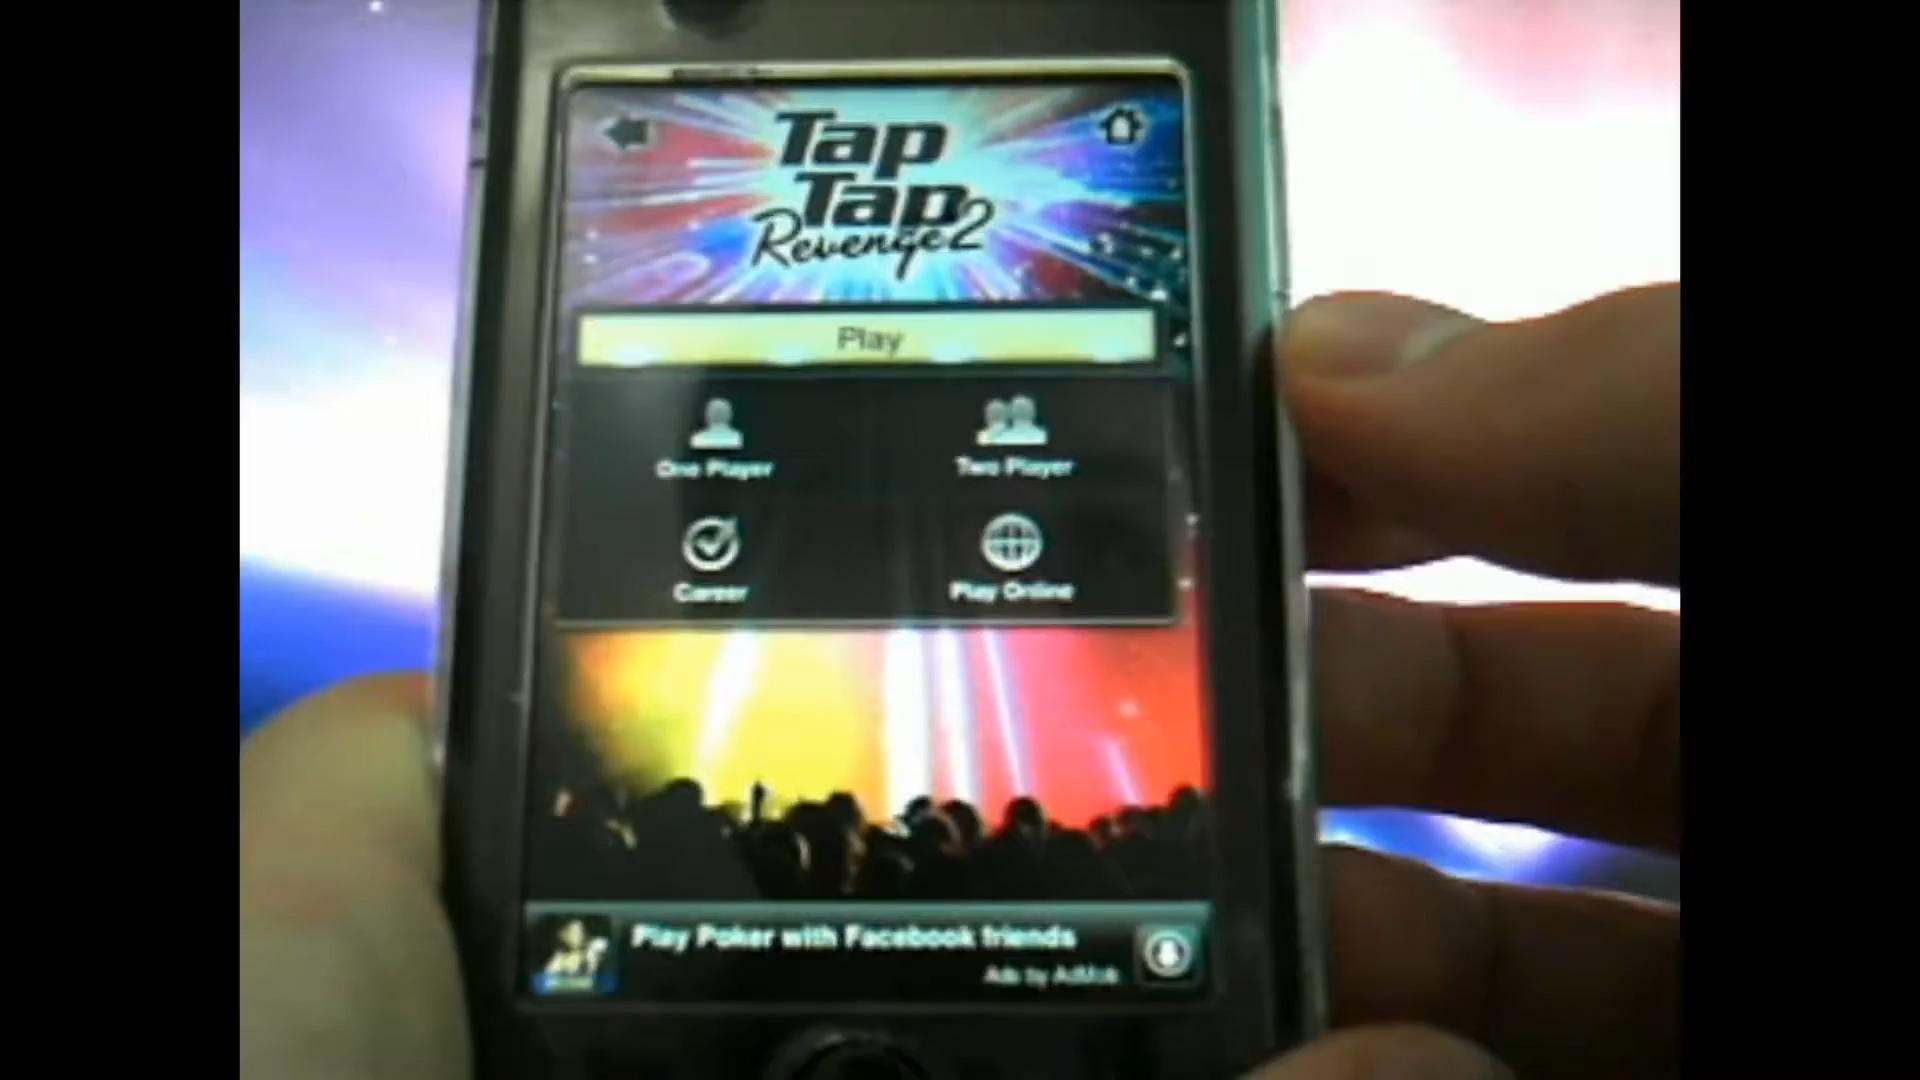 Tap
Tap
Revenge2
Play
One Player
Two Player
Career
Play Online
Play Poker with Facebook friends
Ads by AdMob